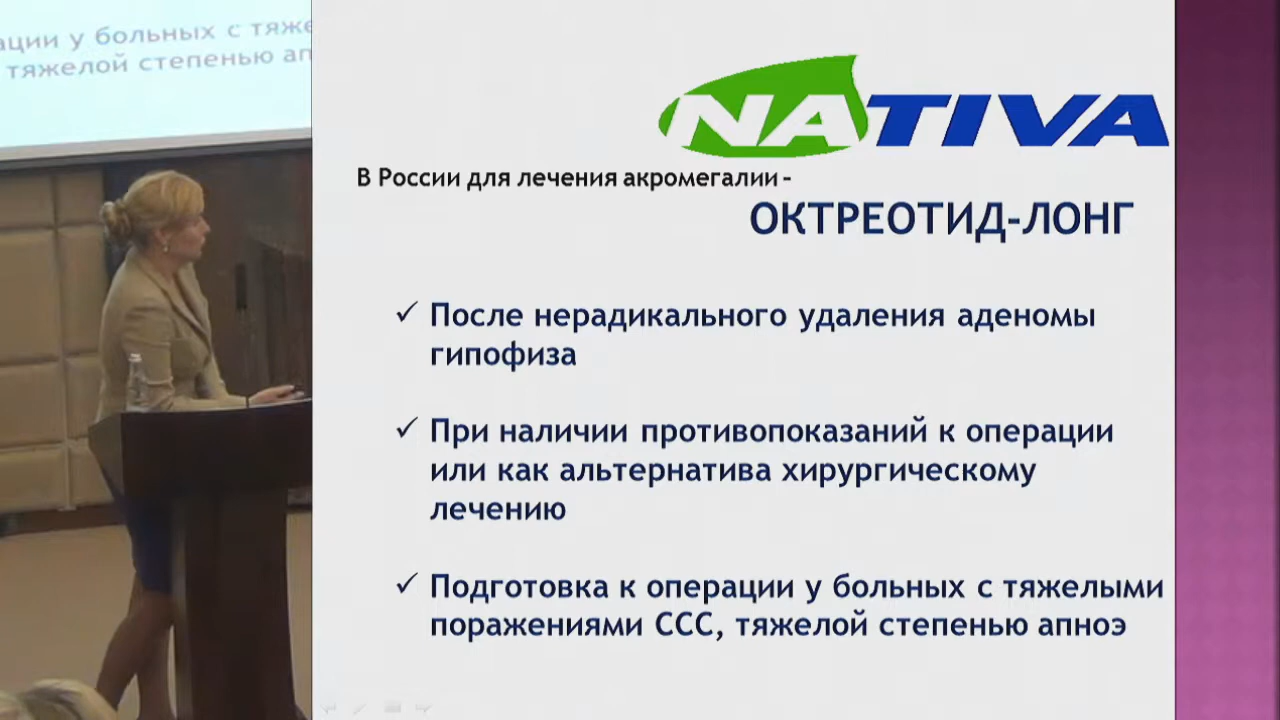 ации у больных с тяже
тяжелой степенью ап
NATIVA
В России для лечения акромегалии -
ОКТРЕОТИД-ЛОНГ
✓ После нерадикального удаления аденомы
гипофиза
✓ При наличии противопоказаний к операции
или как альтернатива хирургическому
лечению
✓ Подготовка к операции у больных с тяжелыми
поражениями ССС, тяжелой степенью апноэ